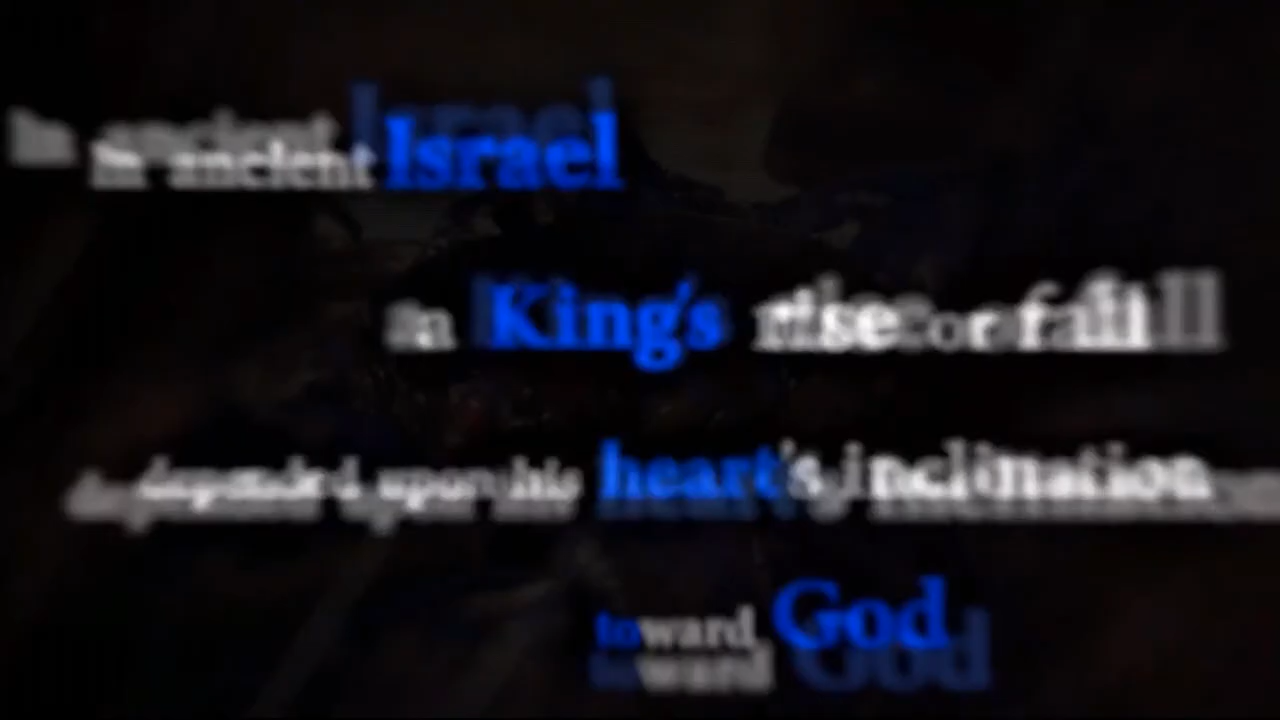 In ancient Israel
a King's rise or fall
depended upon his heart's inclination
toward God